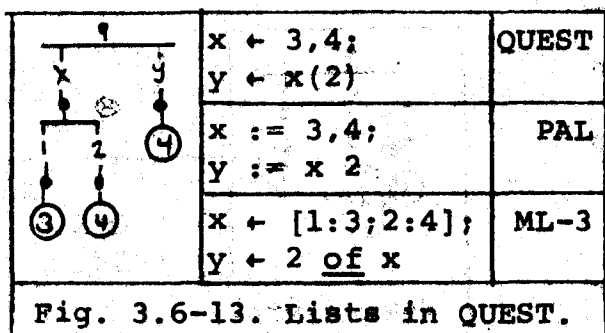 9
x y
1 2 4
3 4
x ← 3,4; QUEST
y ← x(2)
x := 3,4; PAL
y := x 2
x ← [1:3;2:4]; ML-3
y ← 2 of x
Fig. 3.6-13. Lists in QUEST.